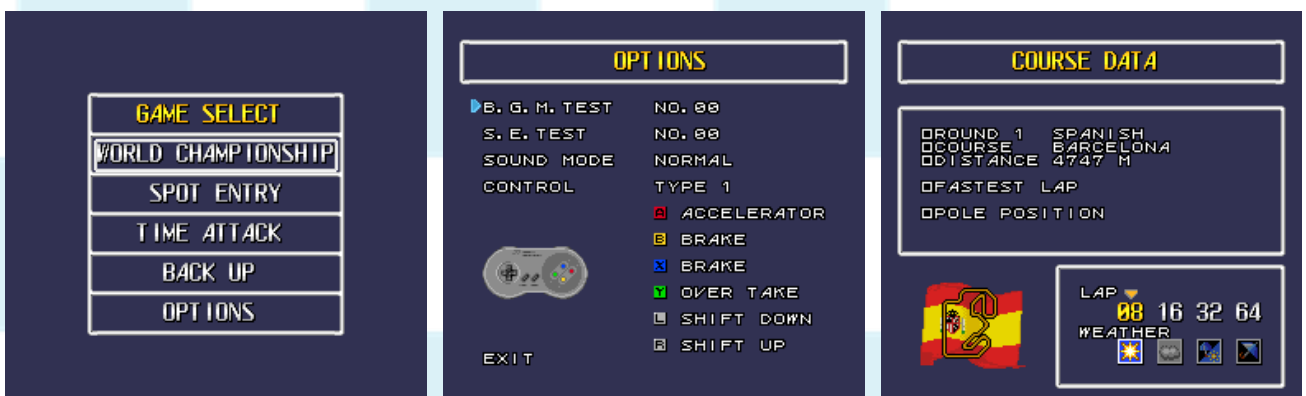 GAME SELECT
WORLD CHAMPIONSHIP
SPOT ENTRY
TIME ATTACK
BACK UP
OPTIONS
OPTIONS
B.G.M.TEST NO.00
S.E.TEST NO.00
SOUND MODE NORMAL
CONTROL TYPE 1
A ACCELERATOR
B BRAKE
X BRAKE
Y OVER TAKE
L SHIFT DOWN
R SHIFT UP
EXIT
COURSE DATA
ROUND 1 SPANISH
COURSE BARCELONA
DISTANCE 4747 M
FASTEST LAP
POLE POSITION
LAP
08 16 32 64
WEATHER